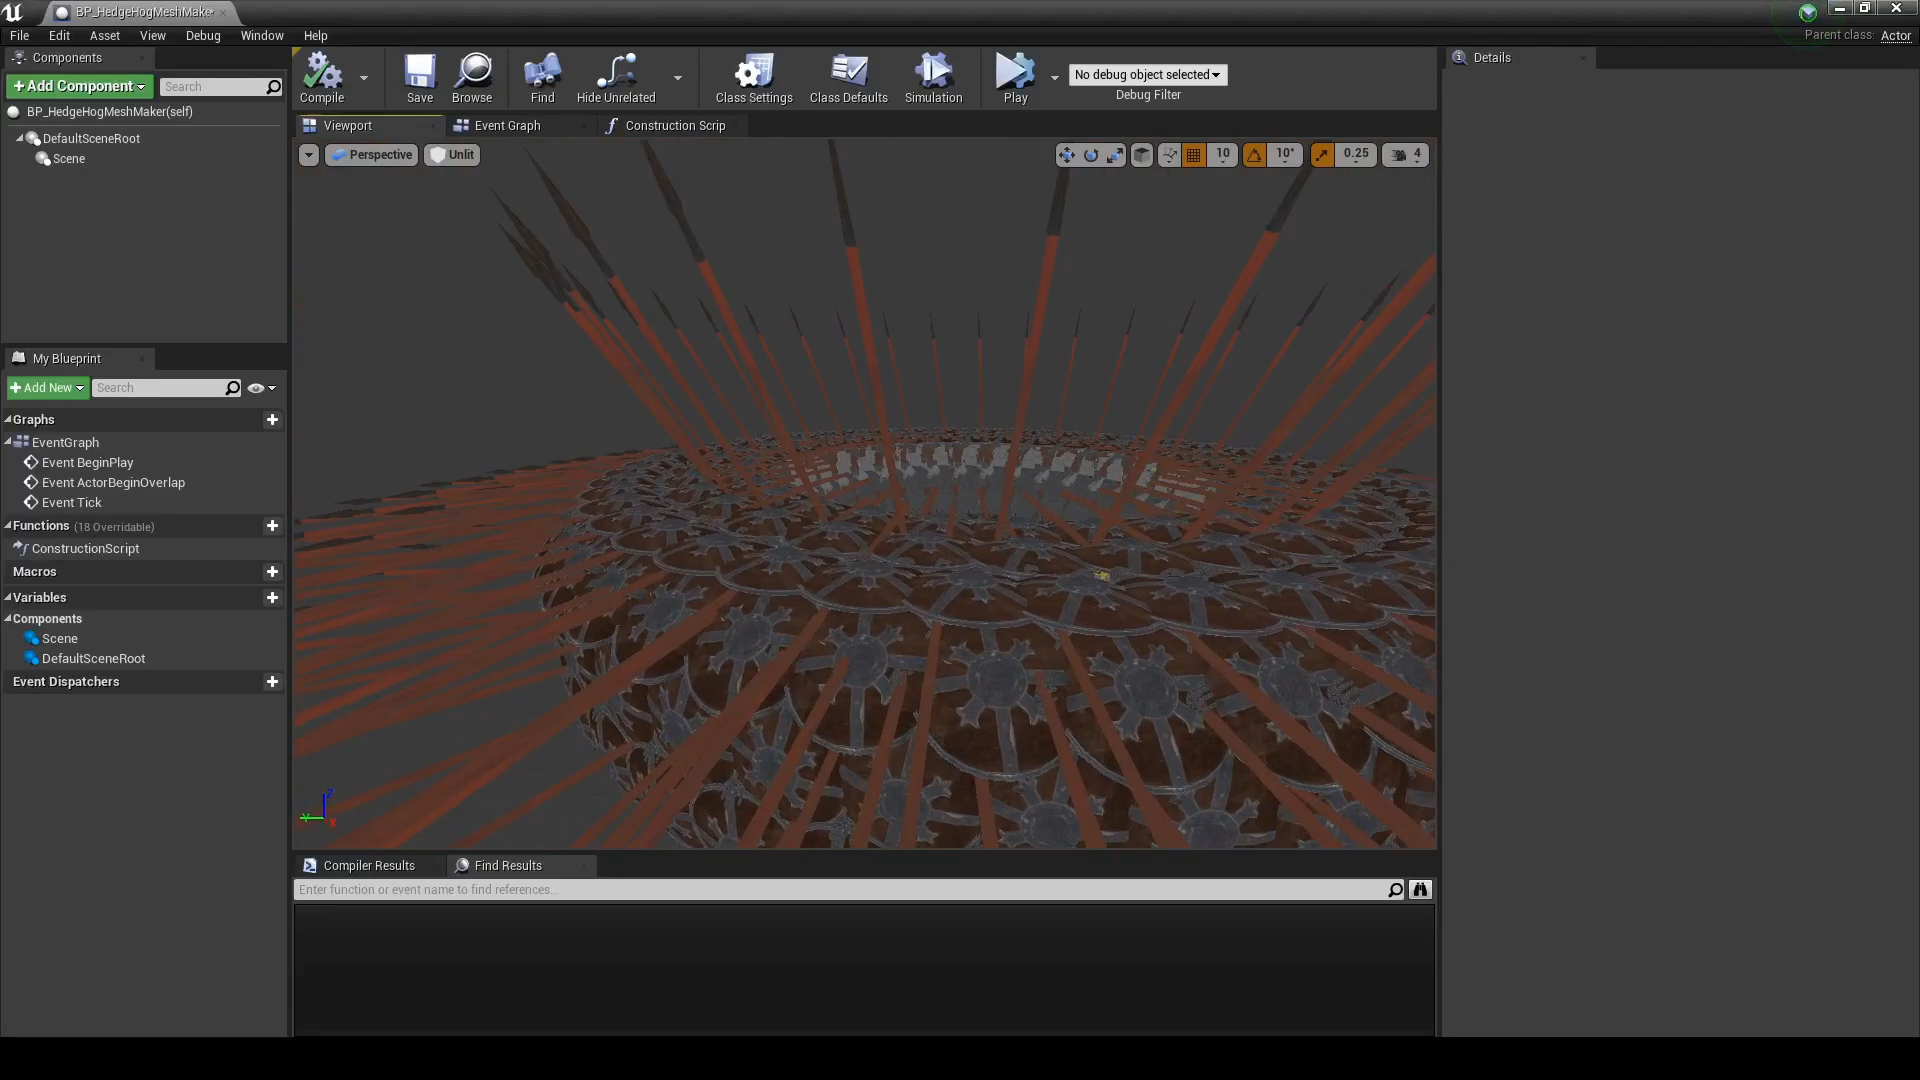 BP_HedgeHogMeshMake*
File Edit Asset View Debug Window Help
Parent class: Actor
Components
+Add Component
Search
BP_HedgeHogMeshMaker(self)
DefaultSceneRoot
Scene
Compile
Save
Browse
Find
Hide Unrelated
Class Settings
Class Defaults
Simulation
Play
No debug object selected
Debug Filter
Details
Viewport
Event Graph
Construction Scrip
Perspective
Unlit
10
10°
0.25
4
My Blueprint
+Add New
Search
Graphs
EventGraph
Event BeginPlay
Event ActorBeginOverlap
Event Tick
Functions (18 Overridable)
ConstructionScript
Macros
Variables
Components
Scene
DefaultSceneRoot
Event Dispatchers
Z
Y
X
Compiler Results
Find Results
Enter function or event name to find references...